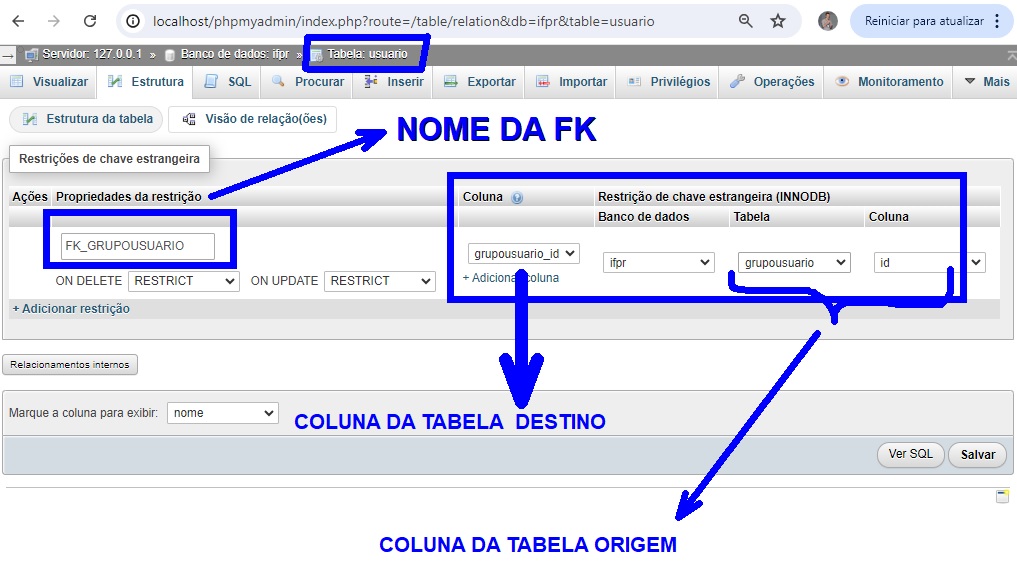 localhost/phpmyadmin/index.php?route=/table/relation&db=ifpr&table=usuario
Reiniciar para atualizar
Servidor: 127.0.0.1 » Banco de dados: ifpr » Tabela: usuario
Visualizar Estrutura SQL Procurar Inserir Exportar Importar Privilégios Operações Monitoramento Mais
Estrutura da tabela Visão de relação(ões)
NOME DA FK
Restrições de chave estrangeira
Ações Propriedades da restrição Coluna Restrição de chave estrangeira (INNODB)
Banco de dados Tabela Coluna
FK_GRUPOUSUARIO
grupousuario_id ifpr grupousuario id
ON DELETE RESTRICT ON UPDATE RESTRICT
+ Adicionar coluna
+ Adicionar restrição
Relacionamentos internos
Marque a coluna para exibir: nome
COLUNA DA TABELA DESTINO
Ver SQL Salvar
COLUNA DA TABELA ORIGEM